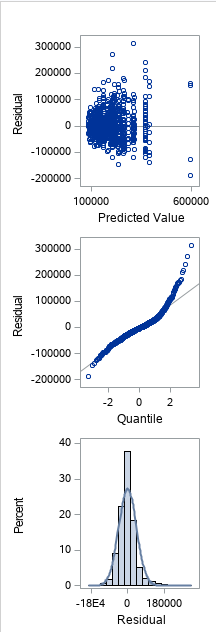 300000
200000
100000
0
-100000
-200000
Residual
100000 600000
Predicted Value
300000
200000
100000
0
-100000
-200000
Residual
-2 0 2
Quantile
40
30
20
10
0
Percent
-18E4 0 180000
Residual